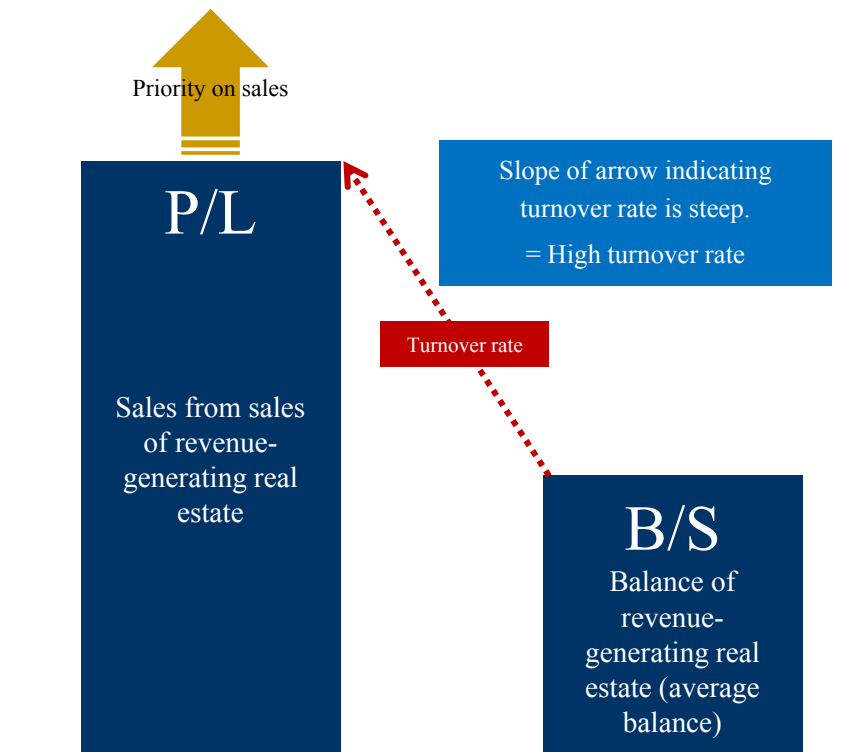 Priority on sales
P/L
Sales from sales
of revenue-
generating real
estate
Slope of arrow indicating
turnover rate is steep.
= High turnover rate
Turnover rate
B/S
Balance of
revenue-
generating real
estate (average
balance)